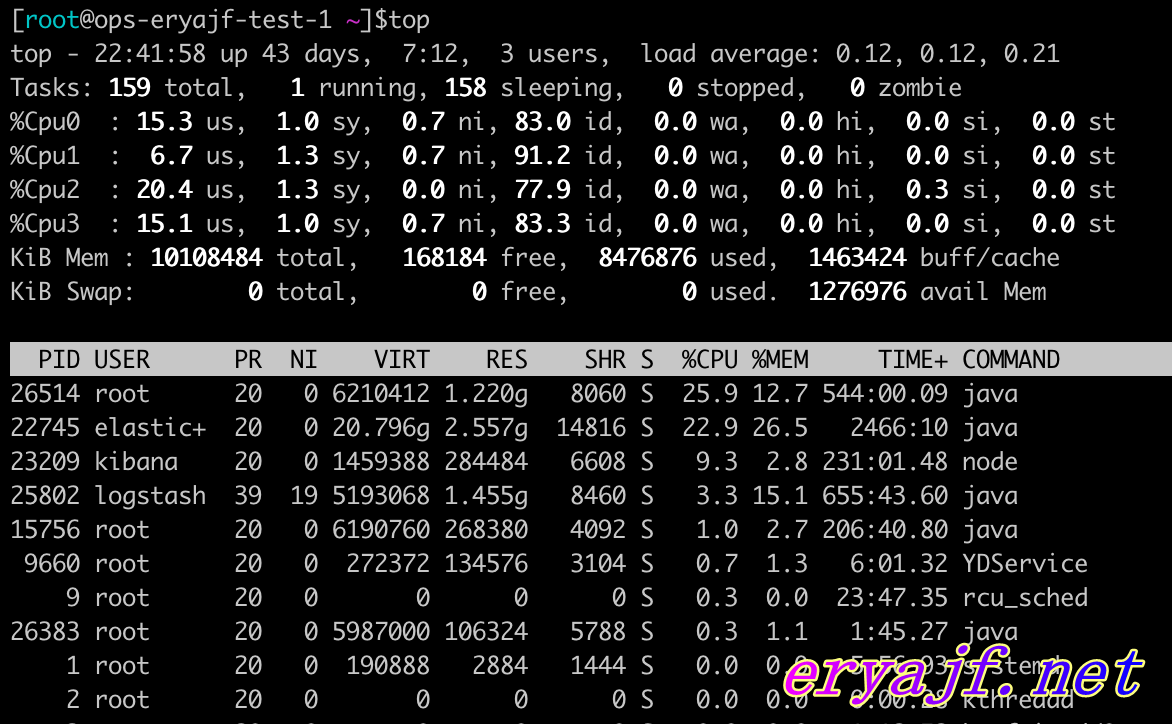 [root@ops-eryajf-test-1 ~]$top
top - 22:41:58 up 43 days,  7:12,  3 users,  load average: 0.12, 0.12, 0.21
Tasks: 159 total,   1 running, 158 sleeping,   0 stopped,   0 zombie
%Cpu0  : 15.3 us,  1.0 sy,  0.7 ni, 83.0 id,  0.0 wa,  0.0 hi,  0.0 si,  0.0 st
%Cpu1  :  6.7 us,  1.3 sy,  0.7 ni, 91.2 id,  0.0 wa,  0.0 hi,  0.0 si,  0.0 st
%Cpu2  : 20.4 us,  1.3 sy,  0.0 ni, 77.9 id,  0.0 wa,  0.0 hi,  0.3 si,  0.0 st
%Cpu3  : 15.1 us,  1.0 sy,  0.7 ni, 83.3 id,  0.0 wa,  0.0 hi,  0.0 si,  0.0 st
KiB Mem : 10108484 total,   168184 free,  8476876 used,  1463424 buff/cache
KiB Swap:        0 total,        0 free,        0 used.  1276976 avail Mem
  PID USER      PR  NI    VIRT    RES    SHR S  %CPU %MEM     TIME+ COMMAND
26514 root      20   0 6210412 1.220g   8060 S  25.9 12.7 544:00.09 java
22745 elastic+  20   0 20.796g 2.557g  14816 S  22.9 26.5   2466:10 java
23209 kibana    20   0 1459388 284484   6608 S   9.3  2.8 231:01.48 node
25802 logstash  39  19 5193068 1.455g   8460 S   3.3 15.1 655:43.60 java
15756 root      20   0 6190760 268380   4092 S   1.0  2.7 206:40.80 java
 9660 root      20   0  272372 134576   3104 S   0.7  1.3   6:01.32 YDService
    9 root      20   0       0      0      0 S   0.3  0.0  23:47.35 rcu_sched
26383 root      20   0 5987000 106324   5788 S   0.3  1.1   1:45.27 java
    1 root      20   0  190888   2884   1444 S   0.0  0.0
    2 root      20   0       0      0      0 S   0.0  kthreadd
eryajf.net